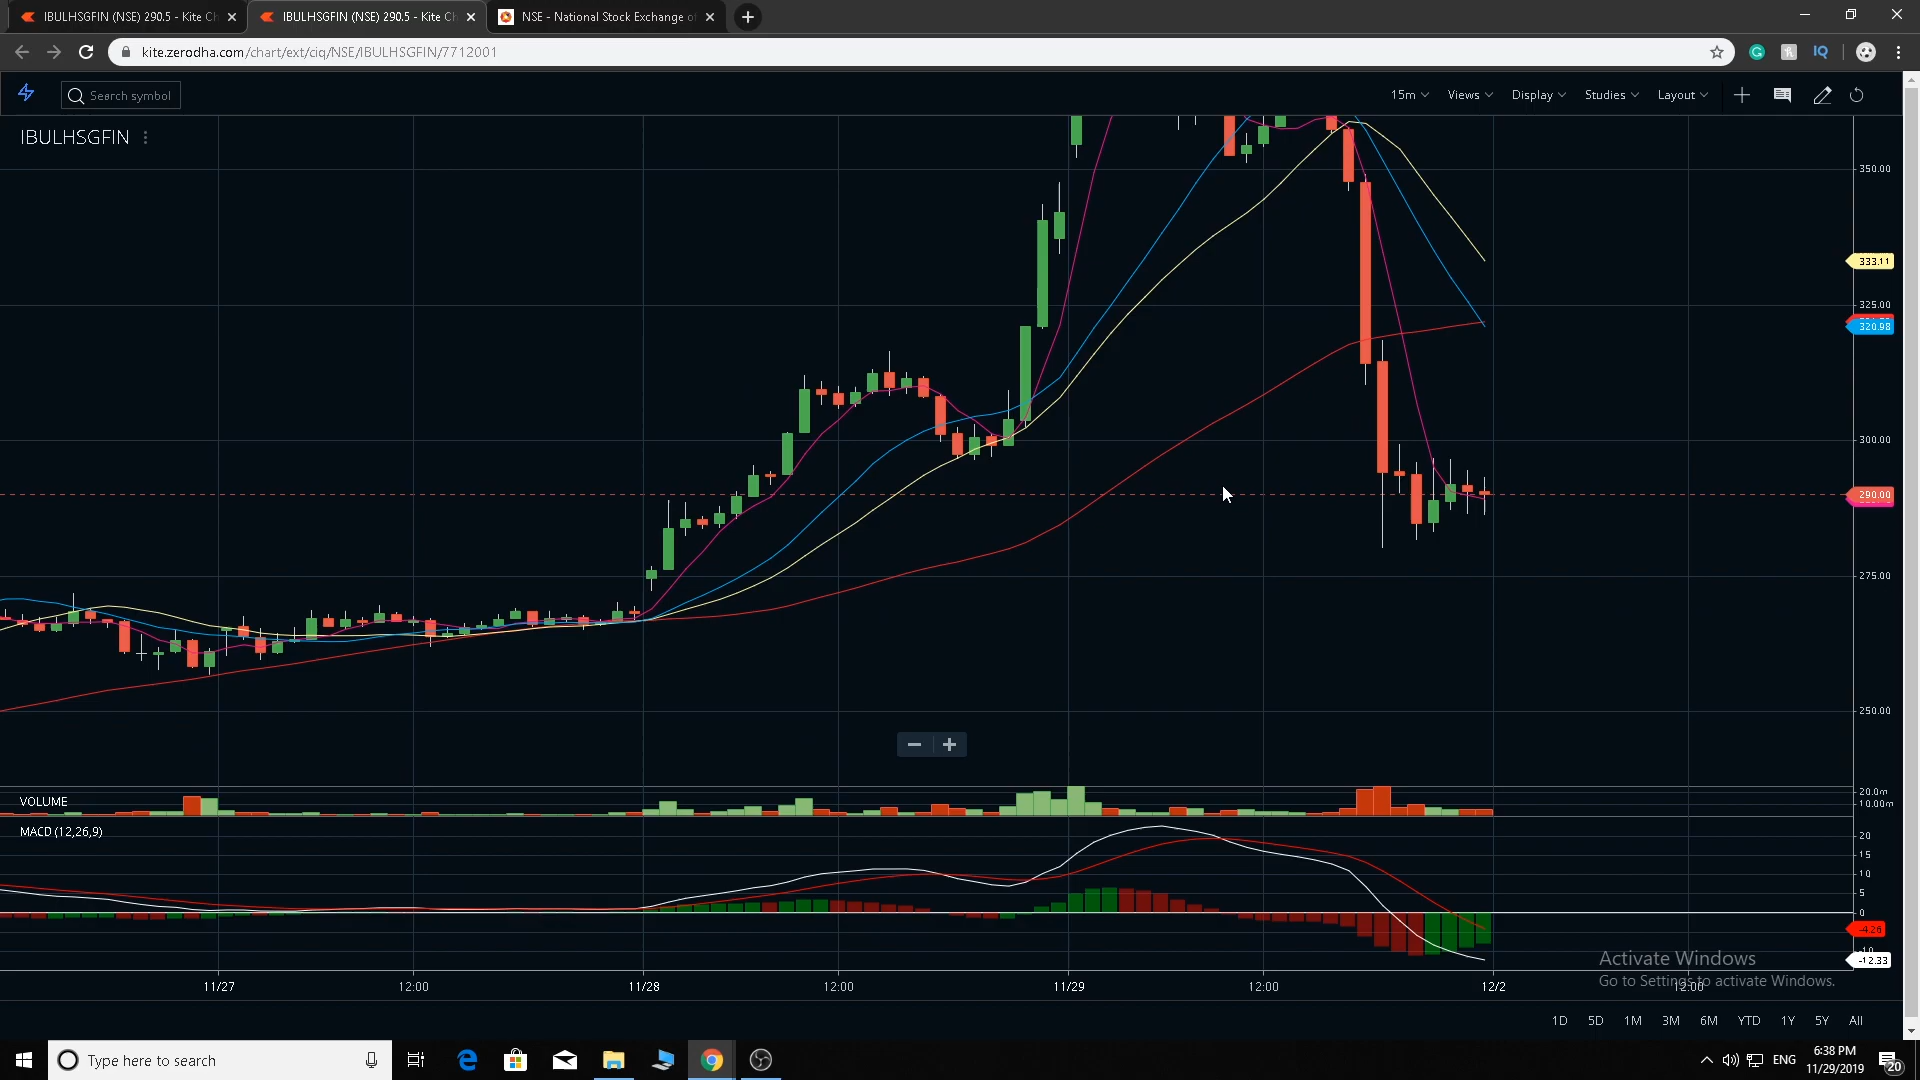 IBULHSGFIN (NSE) 290.5 - Kite Ch
IBULHSGFIN (NSE) 290.5 - Kite Ch
NSE - National Stock Exchange of
kite.zerodha.com/chart/ext/ciq/NSE/IBULHSGFIN/7712001
IQ
Search symbol
15m
Views
Display
Studies
Layout
IBULHSGFIN
350.00
333.11
325.00
320.98
300.00
290.00
275.00
250.00
VOLUME
20.0m
10.00m
MACD (12,26,9)
20
15
10
5
0
-4.26
-10
-12.33
Activate Windows
Go to Settings to activate Windows.
11/27
12:00
11/28
12:00
11/29
12:00
12/2
12:00
1D 5D 1M 3M 6M YTD 1Y 5Y All
Type here to search
ENG
6:38 PM
11/29/2019
20